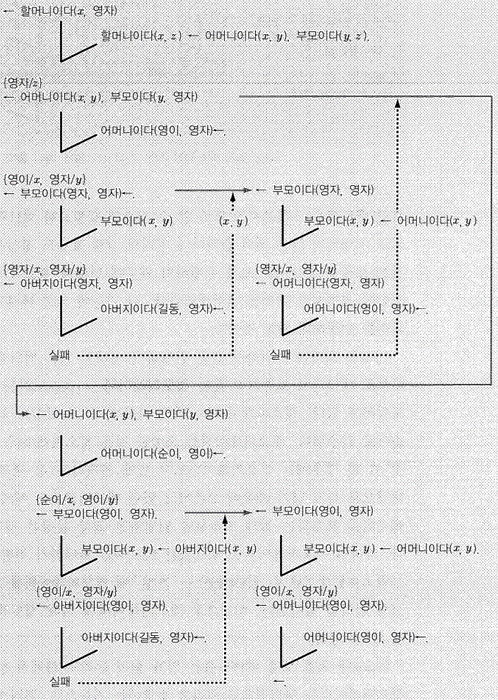 ← 할머니이다(x, 영자)
할머니이다(x, z) ← 어머니이다(x, y), 부모이다(y, z).
{영자/z}
← 어머니이다(x, y), 부모이다(y, 영자)
어머니이다(영이, 영자)←.
{영이/x, 영자/y}
← 부모이다(영자, 영자)←.
← 부모이다(영자, 영자)
부모이다(x, y)
(x, y)
부모이다(x, y) ← 어머니이다(x, y)
{영자/x, 영자/y}
← 아버지이다(영자, 영자)
{영자/x, 영자/y}
← 어머니이다(영자, 영자)
아버지이다(길동, 영자)←.
어머니이다(영이, 영자)←.
실패
실패
← 어머니이다(x, y), 부모이다(y, 영자)
어머니이다(순이, 영이)←.
{순이/x, 영이/y}
← 부모이다(영이, 영자).
← 부모이다(영이, 영자)
부모이다(x, y) ← 아버지이다(x, y)
부모이다(x, y) ← 어머니이다(x, y).
{영이/x, 영자/y}
← 아버지이다(영이, 영자).
{영이/x, 영자/y}
← 어머니이다(영이, 영자).
아버지이다(길동, 영자)←.
어머니이다(영이, 영자)←.
실패
←.